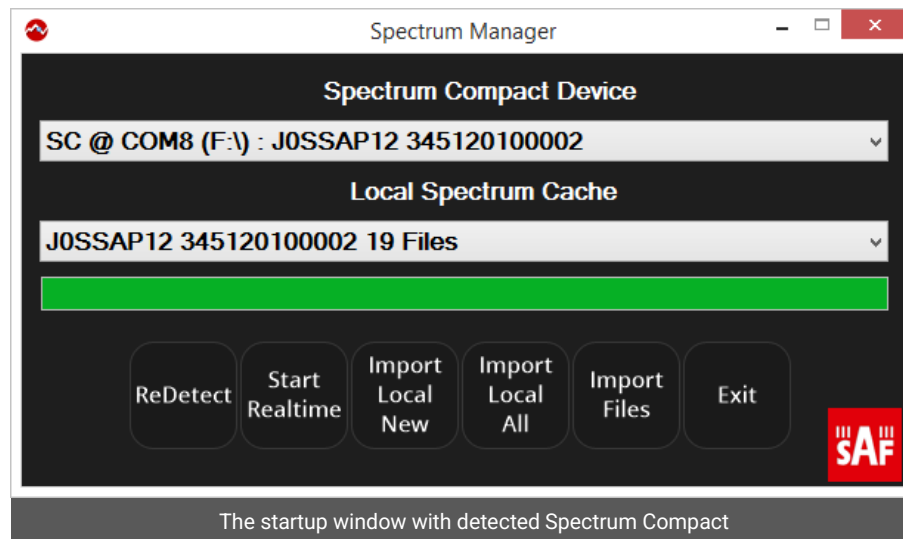 Spectrum Manager
Spectrum Compact Device
SC @ COM8 (F:\) : J0SSAP12 345120100002
Local Spectrum Cache
J0SSAP12 345120100002 19 Files
ReDetect
Start
Realtime
Import
Local
New
Import
Local
All
Import
Files
Exit
SAF
The startup window with detected Spectrum Compact